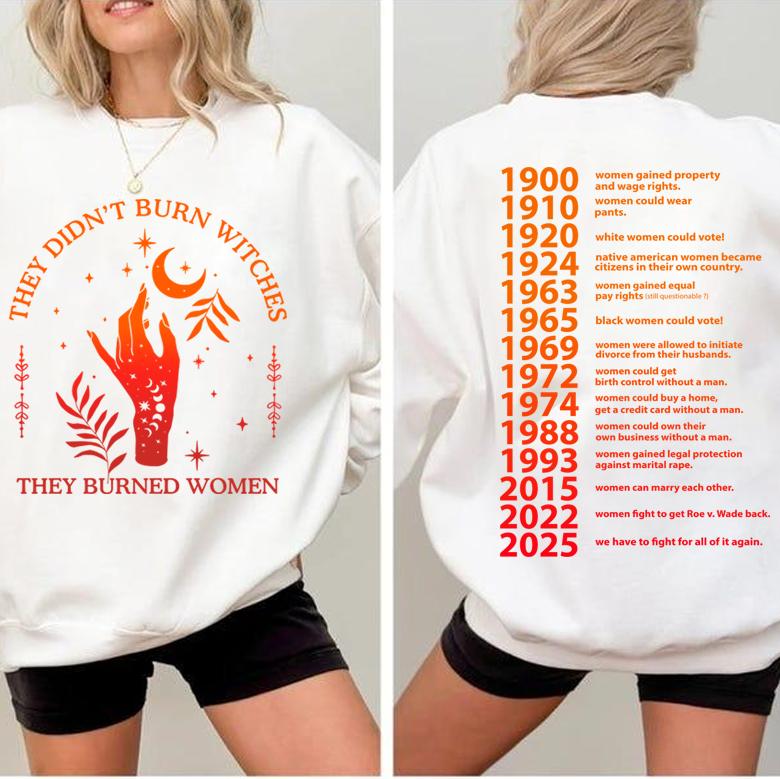 THEY DIDN'T BURN WITCHES
THEY BURNED WOMEN
1900 women gained property
and wage rights.
1910 women could wear
pants.
1920 white women could vote!
1924 native american women became
citizens in their own country.
1963 women gained equal
pay rights (still questionable ?)
1965 black women could vote!
1969 women were allowed to initiate
divorce from their husbands.
1972 women could get
birth control without a man.
1974 women could buy a home,
get a credit card without a man.
1988 women could own their
own business without a man.
1993 women gained legal protection
against marital rape.
2015 women can marry each other.
2022 women fight to get Roe v. Wade back.
2025 we have to fight for all of it again.